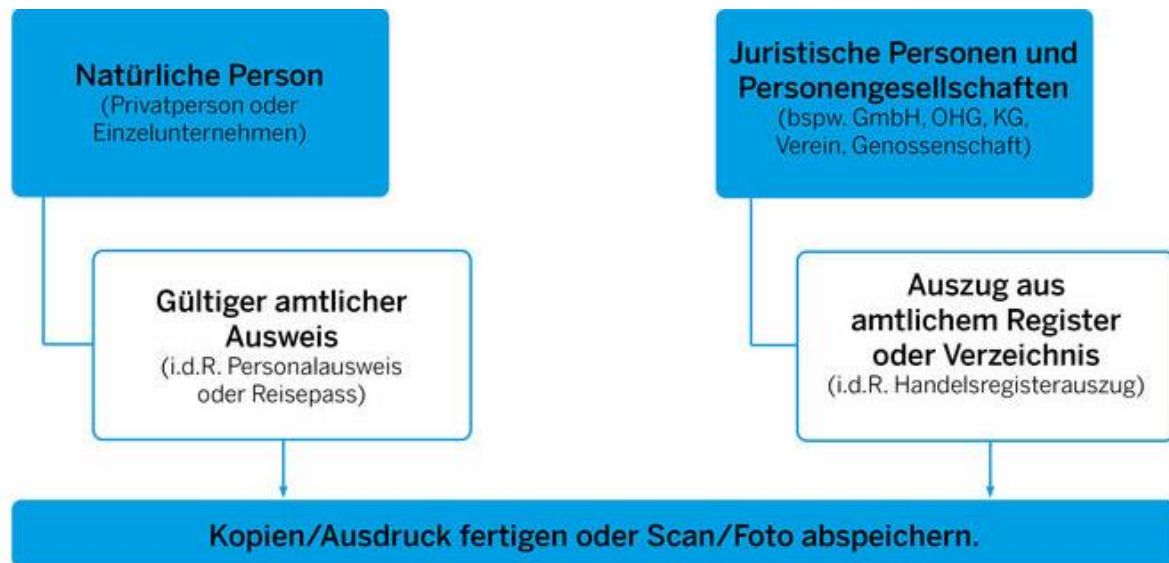 Natürliche Person
(Privatperson oder
Einzelunternehmen)
Gültiger amtlicher
Ausweis
(i.d.R. Personalausweis
oder Reisepass)
Juristische Personen und
Personengesellschaften
(bspw. GmbH, OHG, KG,
Verein, Genossenschaft)
Auszug aus
amtlichem Register
oder Verzeichnis
(i.d.R. Handelsregisterauszug)
Kopien/Ausdruck fertigen oder Scan/Foto abspeichern.